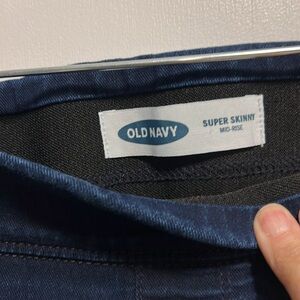 OLD NAVY
SUPER SKINNY
MID-RISE